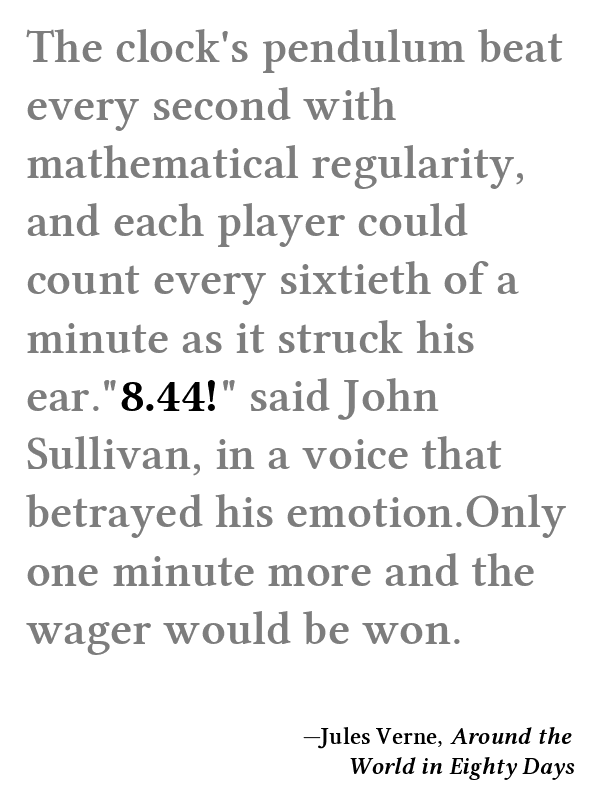 The clock's pendulum beat
every second with
mathematical regularity,
and each player could
count every sixtieth of a
minute as it struck his
ear."8.44!" said John
Sullivan, in a voice that
betrayed his emotion.Only
one minute more and the
wager would be won.
—Jules Verne, Around the
World in Eighty Days